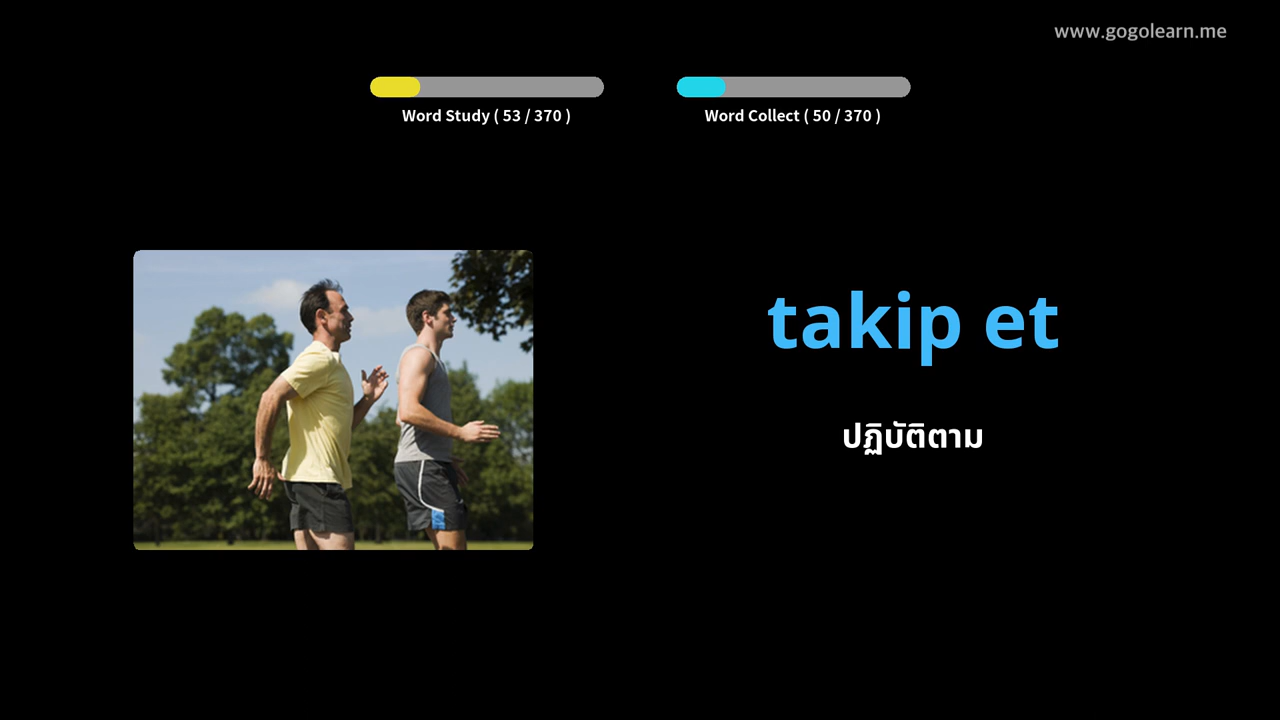 www.gogolearn.me
Word Study ( 53 / 370 )
Word Collect ( 50 / 370 )
takip et
ปฏิบัติตาม